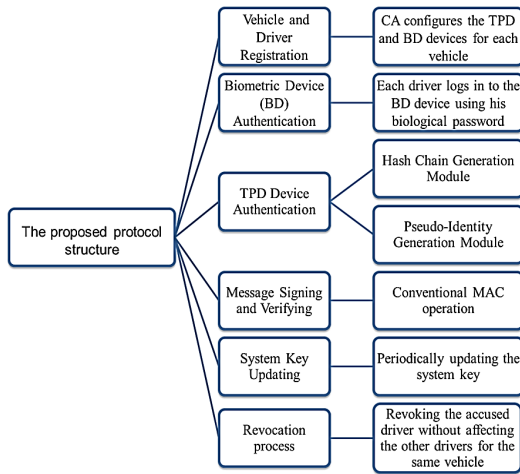 The proposed protocol
structure
Vehicle and
Driver
Registration
CA configures the TPD
and BD devices for each
vehicle
Biometric Device
(BD)
Authentication
Each driver logs in to the
BD device using his
biological password
TPD Device
Authentication
Hash Chain Generation
Module
Pseudo-Identity
Generation Module
Message Signing
and Verifying
Conventional MAC
operation
System Key
Updating
Periodically updating the
system key
Revocation
process
Revoking the accused
driver without affecting
the other drivers for the
same vehicle